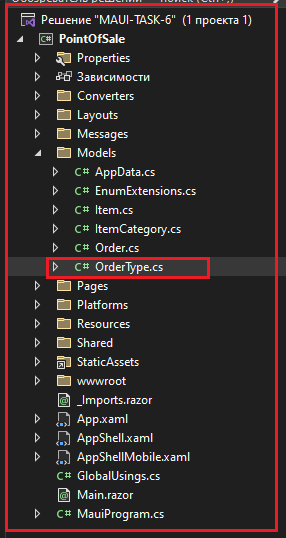 Решение "MAUI-TASK-6" (1 проекта 1)
PointOfSale
Properties
Зависимости
Converters
Layouts
Messages
Models
C# AppData.cs
C# EnumExtensions.cs
C# Item.cs
C# ItemCategory.cs
C# Order.cs
C# OrderType.cs
Pages
Platforms
Resources
Shared
StaticAssets
wwwroot
_Imports.razor
App.xaml
AppShell.xaml
AppShellMobile.xaml
C# GlobalUsings.cs
Main.razor
C# MauiProgram.cs